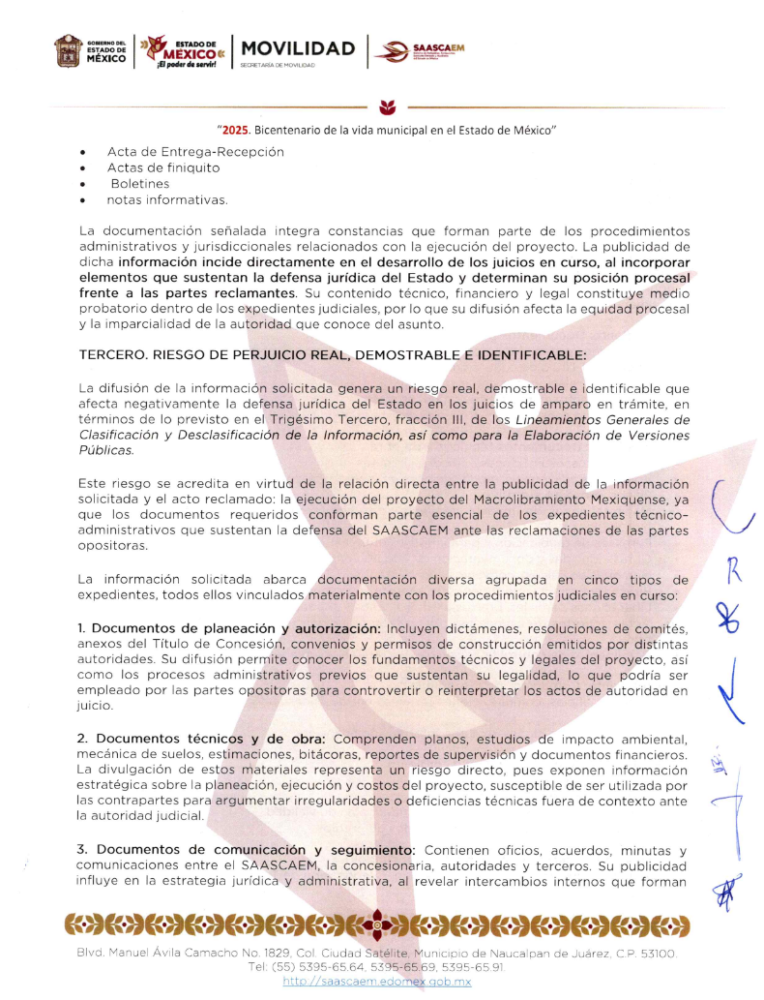 GOBIERNO DEL
ESTADO DE
MÉXICO
ESTADO DE
MÉXICO
¡El poder de servir!
MOVILIDAD
SECRETARÍA DE MOVILIDAD
SAASCAEM
"2025. Bicentenario de la vida municipal en el Estado de México"
• Acta de Entrega-Recepción
• Actas de finiquito
• Boletines
• notas informativas.
La documentación señalada integra constancias que forman parte de los procedimientos
administrativos y jurisdiccionales relacionados con la ejecución del proyecto. La publicidad de
dicha información incide directamente en el desarrollo de los juicios en curso, al incorporar
elementos que sustentan la defensa jurídica del Estado y determinan su posición procesal
frente a las partes reclamantes. Su contenido técnico, financiero y legal constituye medio
probatorio dentro de los expedientes judiciales, por lo que su difusión afecta la equidad procesal
y la imparcialidad de la autoridad que conoce del asunto.
TERCERO. RIESGO DE PERJUICIO REAL, DEMOSTRABLE E IDENTIFICABLE:
La difusión de la información solicitada genera un riesgo real, demostrable e identificable que
afecta negativamente la defensa jurídica del Estado en los juicios de amparo en trámite, en
términos de lo previsto en el Trigésimo Tercero, fracción III, de los Lineamientos Generales de
Clasificación y Desclasificación de la Información, así como para la Elaboración de Versiones
Públicas.
Este riesgo se acredita en virtud de la relación directa entre la publicidad de la información
solicitada y el acto reclamado: la ejecución del proyecto del Macrolibramiento Mexiquense, ya
que los documentos requeridos conforman parte esencial de los expedientes técnico-
administrativos que sustentan la defensa del SAASCAEM ante las reclamaciones de las partes
opositoras.
La información solicitada abarca documentación diversa agrupada en cinco tipos de
expedientes, todos ellos vinculados materialmente con los procedimientos judiciales en curso:
1. Documentos de planeación y autorización: Incluyen dictámenes, resoluciones de comités,
anexos del Título de Concesión, convenios y permisos de construcción emitidos por distintas
autoridades. Su difusión permite conocer los fundamentos técnicos y legales del proyecto, así
como los procesos administrativos previos que sustentan su legalidad, lo que podría ser
empleado por las partes opositoras para controvertir o reinterpretar los actos de autoridad en
juicio.
2. Documentos técnicos y de obra: Comprenden planos, estudios de impacto ambiental,
mecánica de suelos, estimaciones, bitácoras, reportes de supervisión y documentos financieros.
La divulgación de estos materiales representa un riesgo directo, pues exponen información
estratégica sobre la planeación, ejecución y costos del proyecto, susceptible de ser utilizada por
las contrapartes para argumentar irregularidades o deficiencias técnicas fuera de contexto ante
la autoridad judicial.
3. Documentos de comunicación y seguimiento: Contienen oficios, acuerdos, minutas y
comunicaciones entre el SAASCAEM, la concesionaria, autoridades y terceros. Su publicidad
influye en la estrategia jurídica y administrativa, al revelar intercambios internos que forman
Blvd. Manuel Ávila Camacho No. 1829, Col. Ciudad Satélite, Municipio de Naucalpan de Juárez, C.P. 53100.
Tel: (55) 5395-65.64, 5395-65.69, 5395-65.91.
http://saascaem.edomex.gob.mx